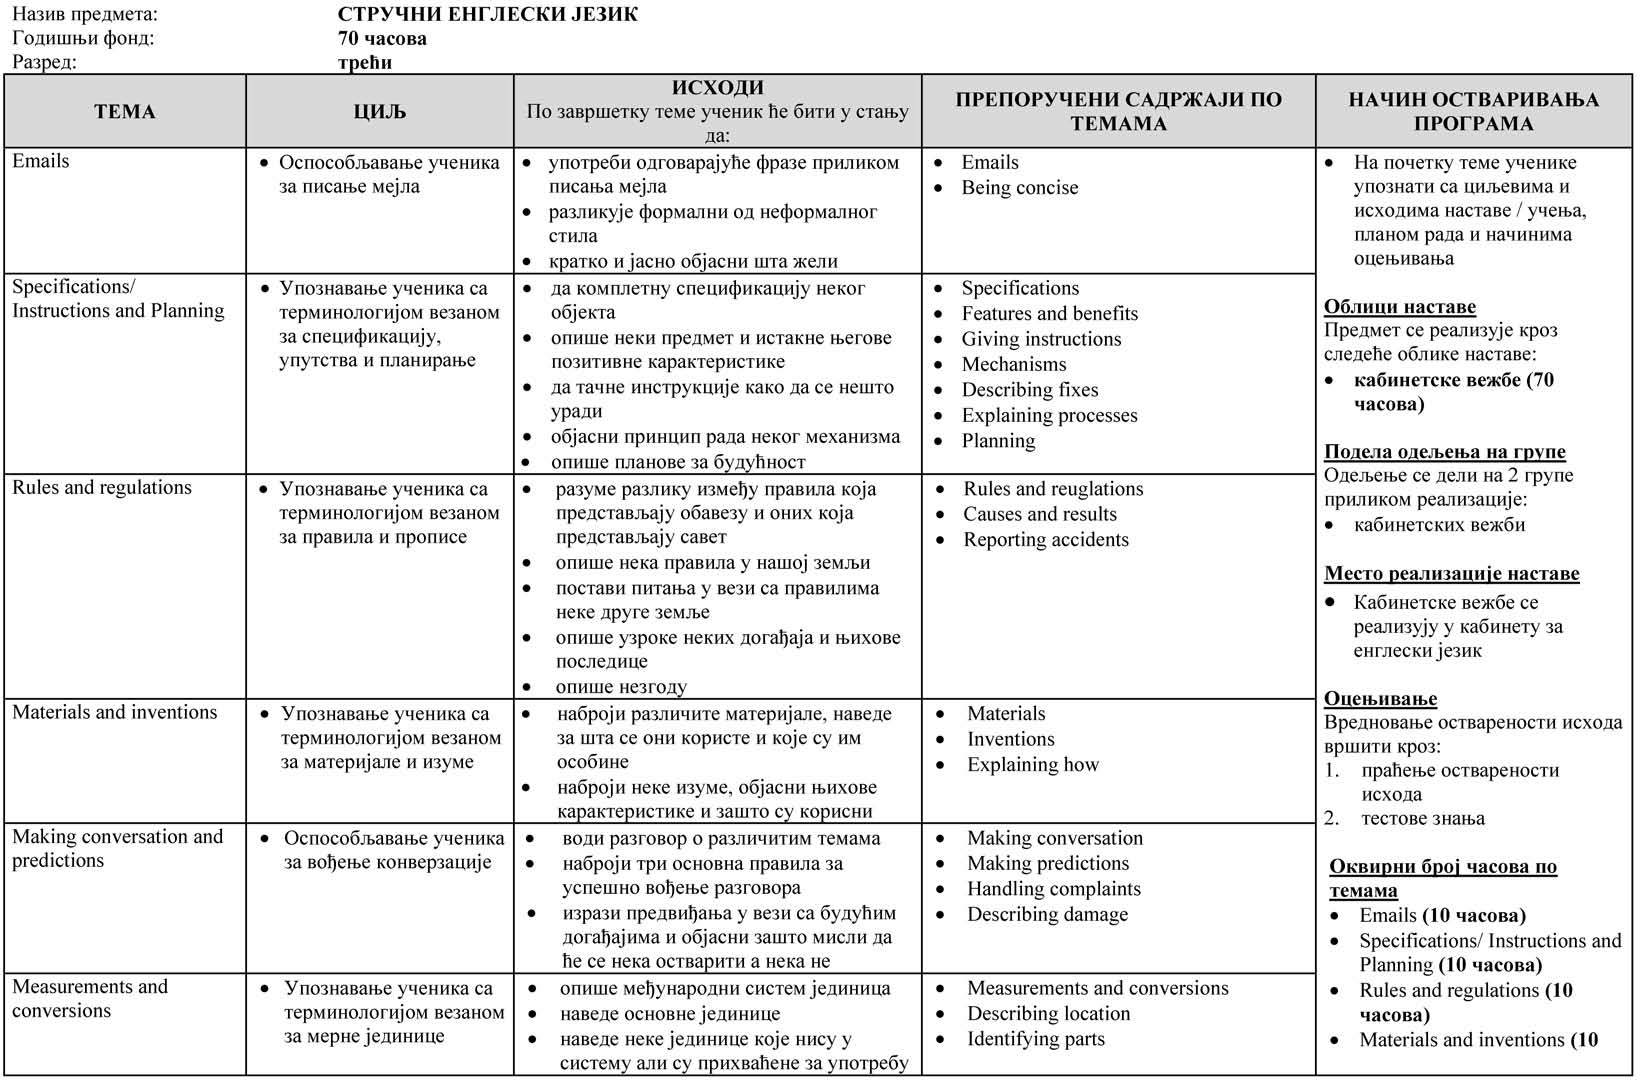 Назив предмета: СТРУЧНИ ЕНГЛЕСКИ ЈЕЗИК
Годишњи фонд: 70 часова
Разред: трећи
ТЕМА
ЦИЉ
ИСХОДИ
По завршетку теме ученик ће бити у стању
да:
ПРЕПОРУЧЕНИ САДРЖАЈИ ПО
ТЕМАМА
НАЧИН ОСТВАРИВАЊА
ПРОГРАМА
Emails
• Оспособљавање ученика
за писање мејла
• употреби одговарајуће фразе приликом
писања мејла
• разликује формални од неформалног
стила
• кратко и јасно објасни шта жели
• Emails
• Being concise
Specifications/
Instructions and Planning
• Упознавање ученика са
терминологијом везаном
за спецификацију,
упутства и планирање
• да комплетну спецификацију неког
објекта
• опише неки предмет и истакне његове
позитивне карактеристике
• да тачне инструкције како да се нешто
уради
• објасни принцип рада неког механизма
• опише планове за будућност
• Specifications
• Features and benefits
• Giving instructions
• Mechanisms
• Describing fixes
• Explaining processes
• Planning
Rules and regulations
• Упознавање ученика са
терминологијом везаном
за правила и прописе
• разуме разлику између правила која
представљају обавезу и оних која
представљају савет
• опише нека правила у нашој земљи
• постави питања у вези са правилима
неке друге земље
• опише узроке неких догађаја и њихове
последице
• опише незгоду
• Rules and reuglations
• Causes and results
• Reporting accidents
Materials and inventions
• Упознавање ученика са
терминологијом везаном
за материјале и изуме
• наброји различите материјале, наведе
за шта се они користе и које су им
особине
• наброји неке изуме, објасни њихове
карактеристике и зашто су корисни
• Materials
• Inventions
• Explaining how
Making conversation and
predictions
• Оспособљавање ученика
за вођење конверзације
• води разговор о различитим темама
• наброји три основна правила за
успешно вођење разговора
• изрази предвиђања у вези са будућим
догађајима и објасни зашто мисли да
ће се нека остварити а нека не
• Making conversation
• Making predictions
• Handling complaints
• Describing damage
Measurements and
conversions
• Упознавање ученика са
терминологијом везаном
за мерне јединице
• опише међународни систем јединица
• наведе основне јединице
• наведе неке јединице које нису у
систему али су прихваћене за употребу
• Measurements and conversions
• Describing location
• Identifying parts
• На почетку теме ученике
упознати са циљевима и
исходима наставе / учења,
планом рада и начинима
оцењивања
Облици наставе
Предмет се реализује кроз
следеће облике наставе:
• кабинетске вежбе (70
часова)
Подела одељења на групе
Одељење се дели на 2 групе
приликом реализације:
• кабинетских вежби
Место реализације наставе
• Кабинетске вежбе се
реализују у кабинету за
енглески језик
Оцењивање
Вредновање остварености исхода
вршити кроз:
1. праћење остварености
исхода
2. тестове знања
Оквирни број часова по
темама
• Emails (10 часова)
• Specifications/ Instructions and
Planning (10 часова)
• Rules and regulations (10
часова)
• Materials and inventions (10